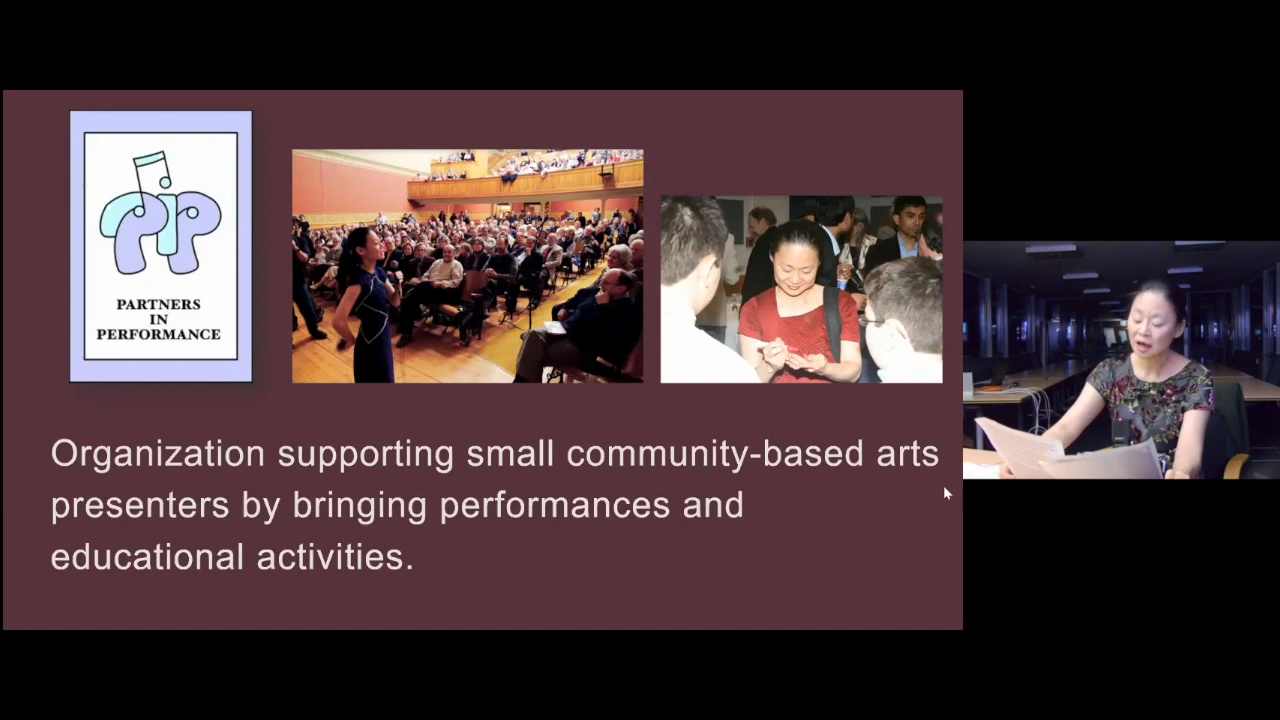 PiP
PARTNERS
IN
PERFORMANCE
Organization supporting small community-based arts
presenters by bringing performances and
educational activities.